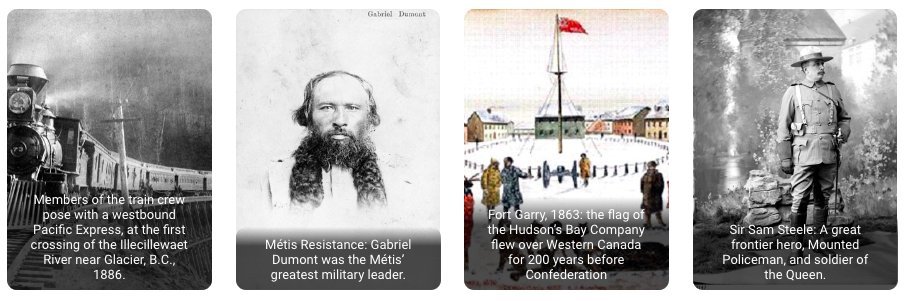 Members of the train crew
pose with a westbound
Pacific Express, at the first
crossing of the Illecillewaet
River near Glacier, B.C.,
1886.
Gabriel Dumont
Métis Resistance: Gabriel
Dumont was the Métis’
greatest military leader.
Fort Garry, 1863: the flag of
the Hudson’s Bay Company
flew over Western Canada
for 200 years before
Confederation
Sir Sam Steele: A great
frontier hero, Mounted
Policeman, and soldier of
the Queen.